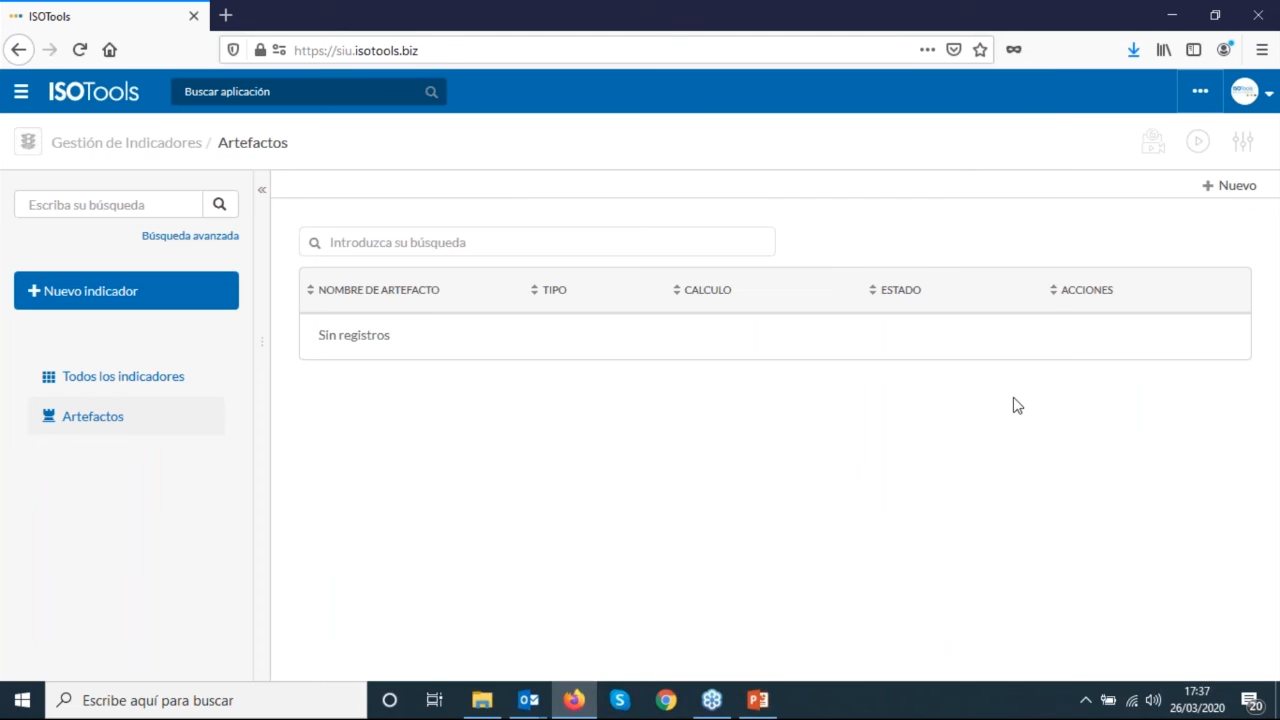 ISOTools
https://siu.isotools.biz
ISOTools
Buscar aplicación
Gestión de Indicadores / Artefactos
Nuevo
Escriba su búsqueda
Búsqueda avanzada
Introduzca su búsqueda
Nuevo indicador
NOMBRE DE ARTEFACTO TIPO CALCULO ESTADO ACCIONES
Sin registros
Todos los indicadores
Artefactos
Escribe aquí para buscar
17:37
26/03/2020
20